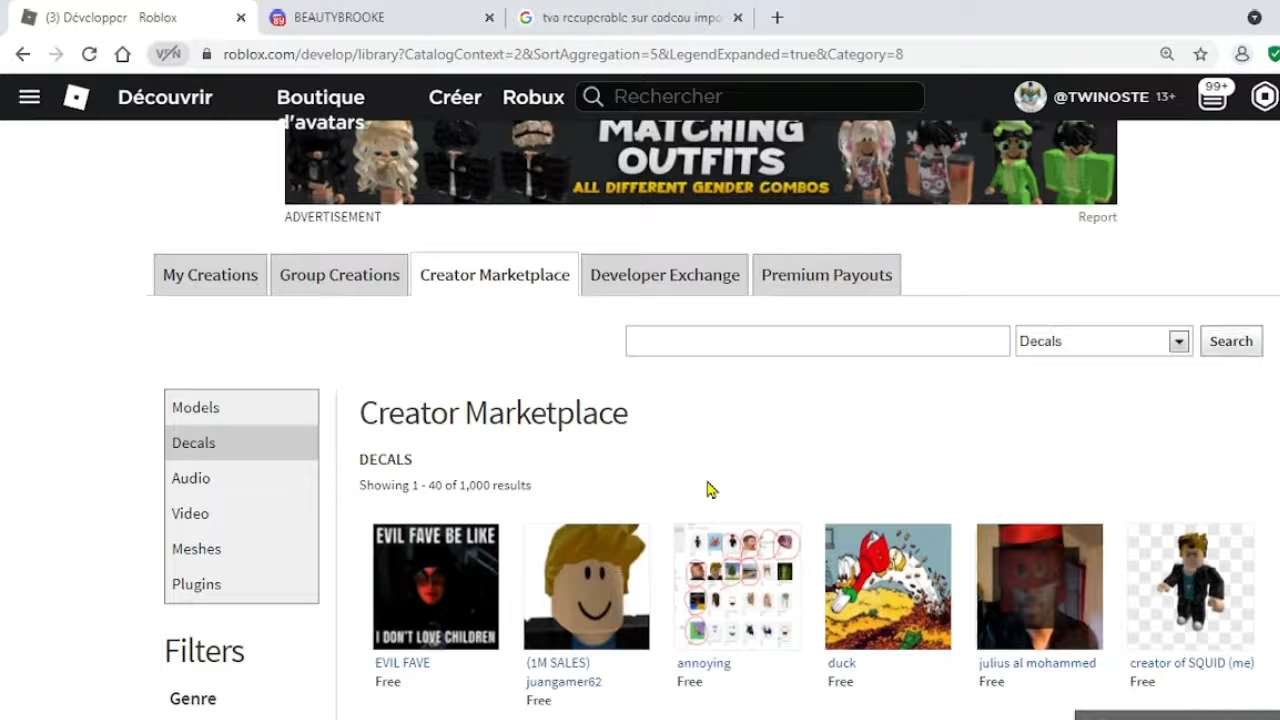 (3) Développer Roblox
BEAUTYBROOKE
tva recuperable sur cadeau impo
VPN
roblox.com/develop/library?CatalogContext=2&SortAggregation=5&LegendExpanded=true&Category=8
Découvrir
Boutique d'avatars
Créer
Robux
Rechercher
@TWINOSTE 13+
99+
MATCHING
OUTFITS
ALL DIFFERENT GENDER COMBOS
ADVERTISEMENT
Report
My Creations
Group Creations
Creator Marketplace
Developer Exchange
Premium Payouts
Decals
Search
Models
Decals
Audio
Video
Meshes
Plugins
Filters
Genre
Creator Marketplace
DECALS
Showing 1 - 40 of 1,000 results
EVIL FAVE BE LIKE
I DON'T LOVE CHILDREN
EVIL FAVE
Free
(1M SALES)
juangamer62
Free
annoying
Free
duck
Free
julius al mohammed
Free
creator of SQUID (me)
Free